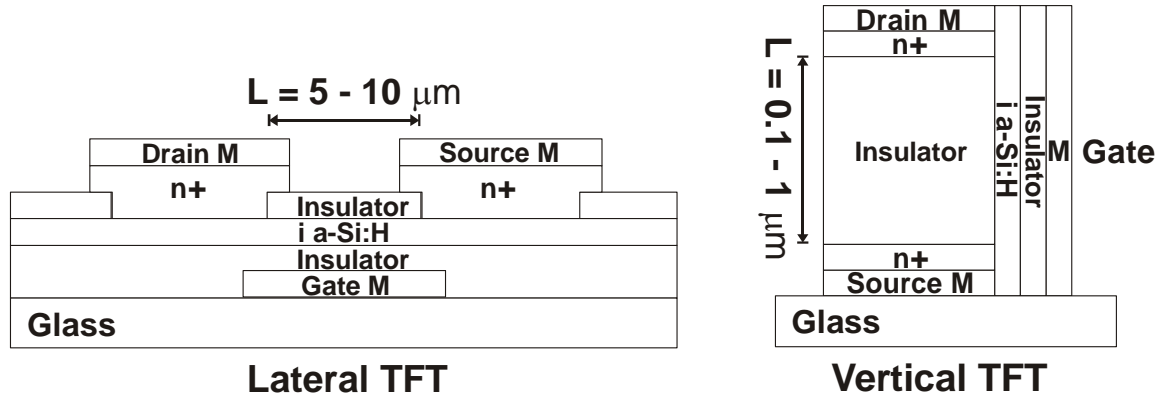 L = 5 - 10 μm
Drain M
Source M
n+
n+
Insulator
i a-Si:H
Insulator
Gate M
Glass
Lateral TFT
Drain M
n+
L = 0.1 - 1 μm
Insulator
i a-Si:H
Insulator
M
Gate
n+
Source M
Glass
Vertical TFT